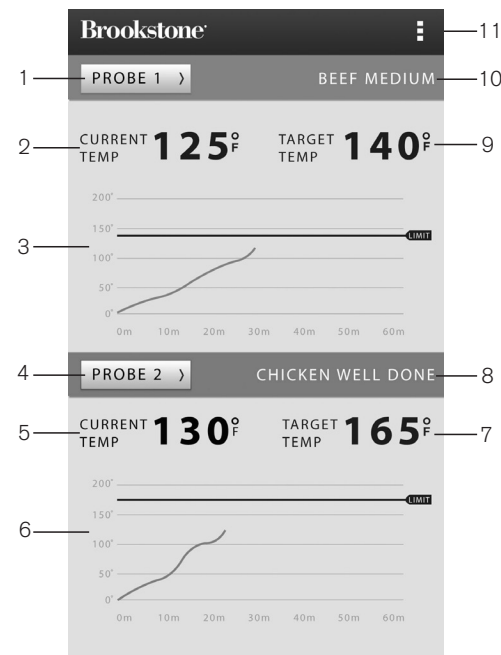 Brookstone
11
1 PROBE 1 〉 BEEF MEDIUM 10
2 CURRENT TEMP 125°F TARGET TEMP 140°F 9
200°
150°
LIMIT
3
100°
50°
0°
0m 10m 20m 30m 40m 50m 60m
4 PROBE 2 〉 CHICKEN WELL DONE 8
5 CURRENT TEMP 130°F TARGET TEMP 165°F 7
200°
LIMIT
150°
6
100°
50°
0°
0m 10m 20m 30m 40m 50m 60m